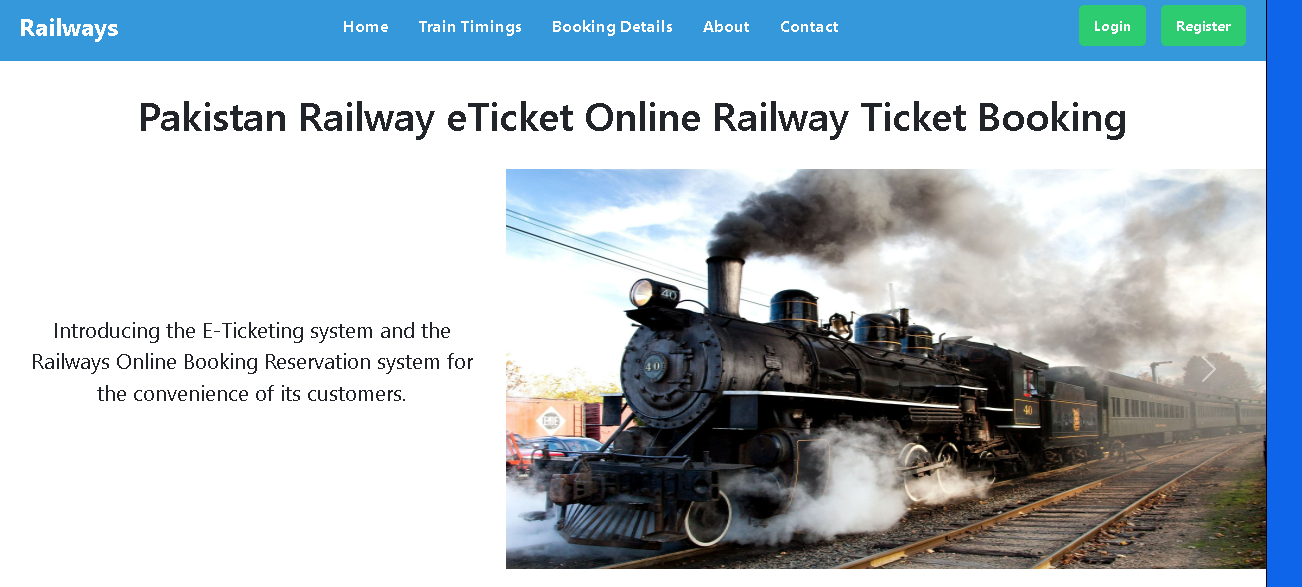 Railways
Home Train Timings Booking Details About Contact
Login Register
Pakistan Railway eTicket Online Railway Ticket Booking
Introducing the E-Ticketing system and the
Railways Online Booking Reservation system for
the convenience of its customers.
40
40
40